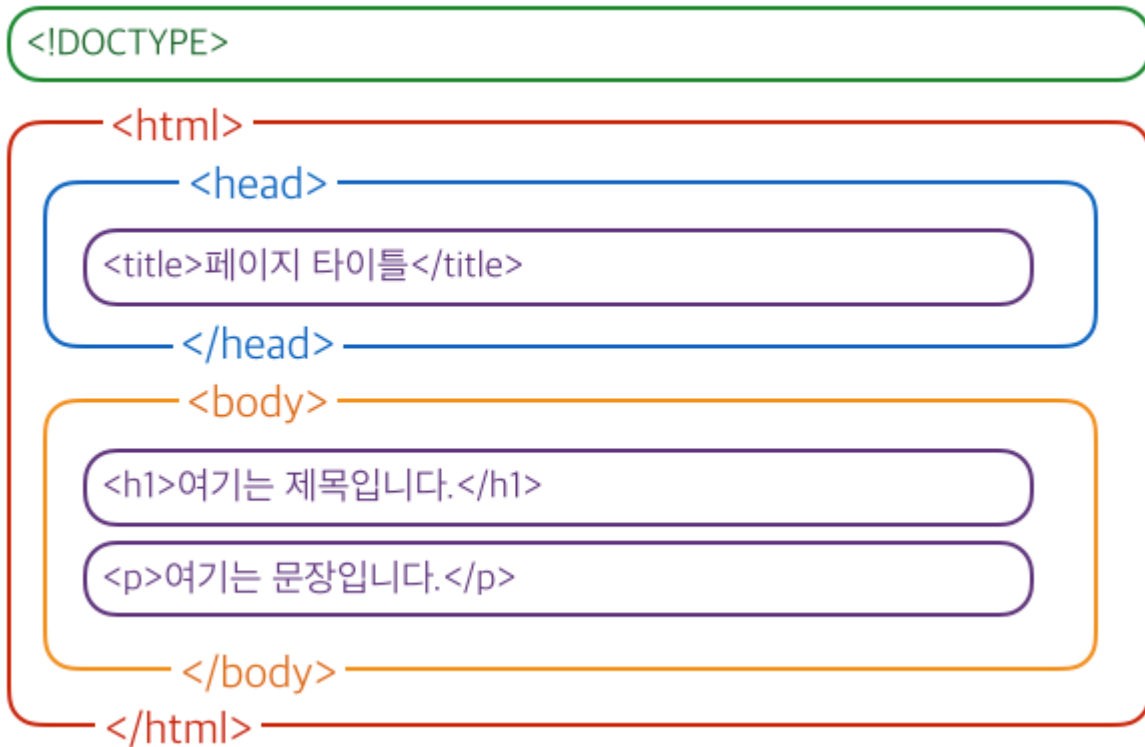 <!DOCTYPE>
<html>
<head>
<title>페이지 타이틀</title>
</head>
<body>
<h1>여기는 제목입니다.</h1>
<p>여기는 문장입니다.</p>
</body>
</html>